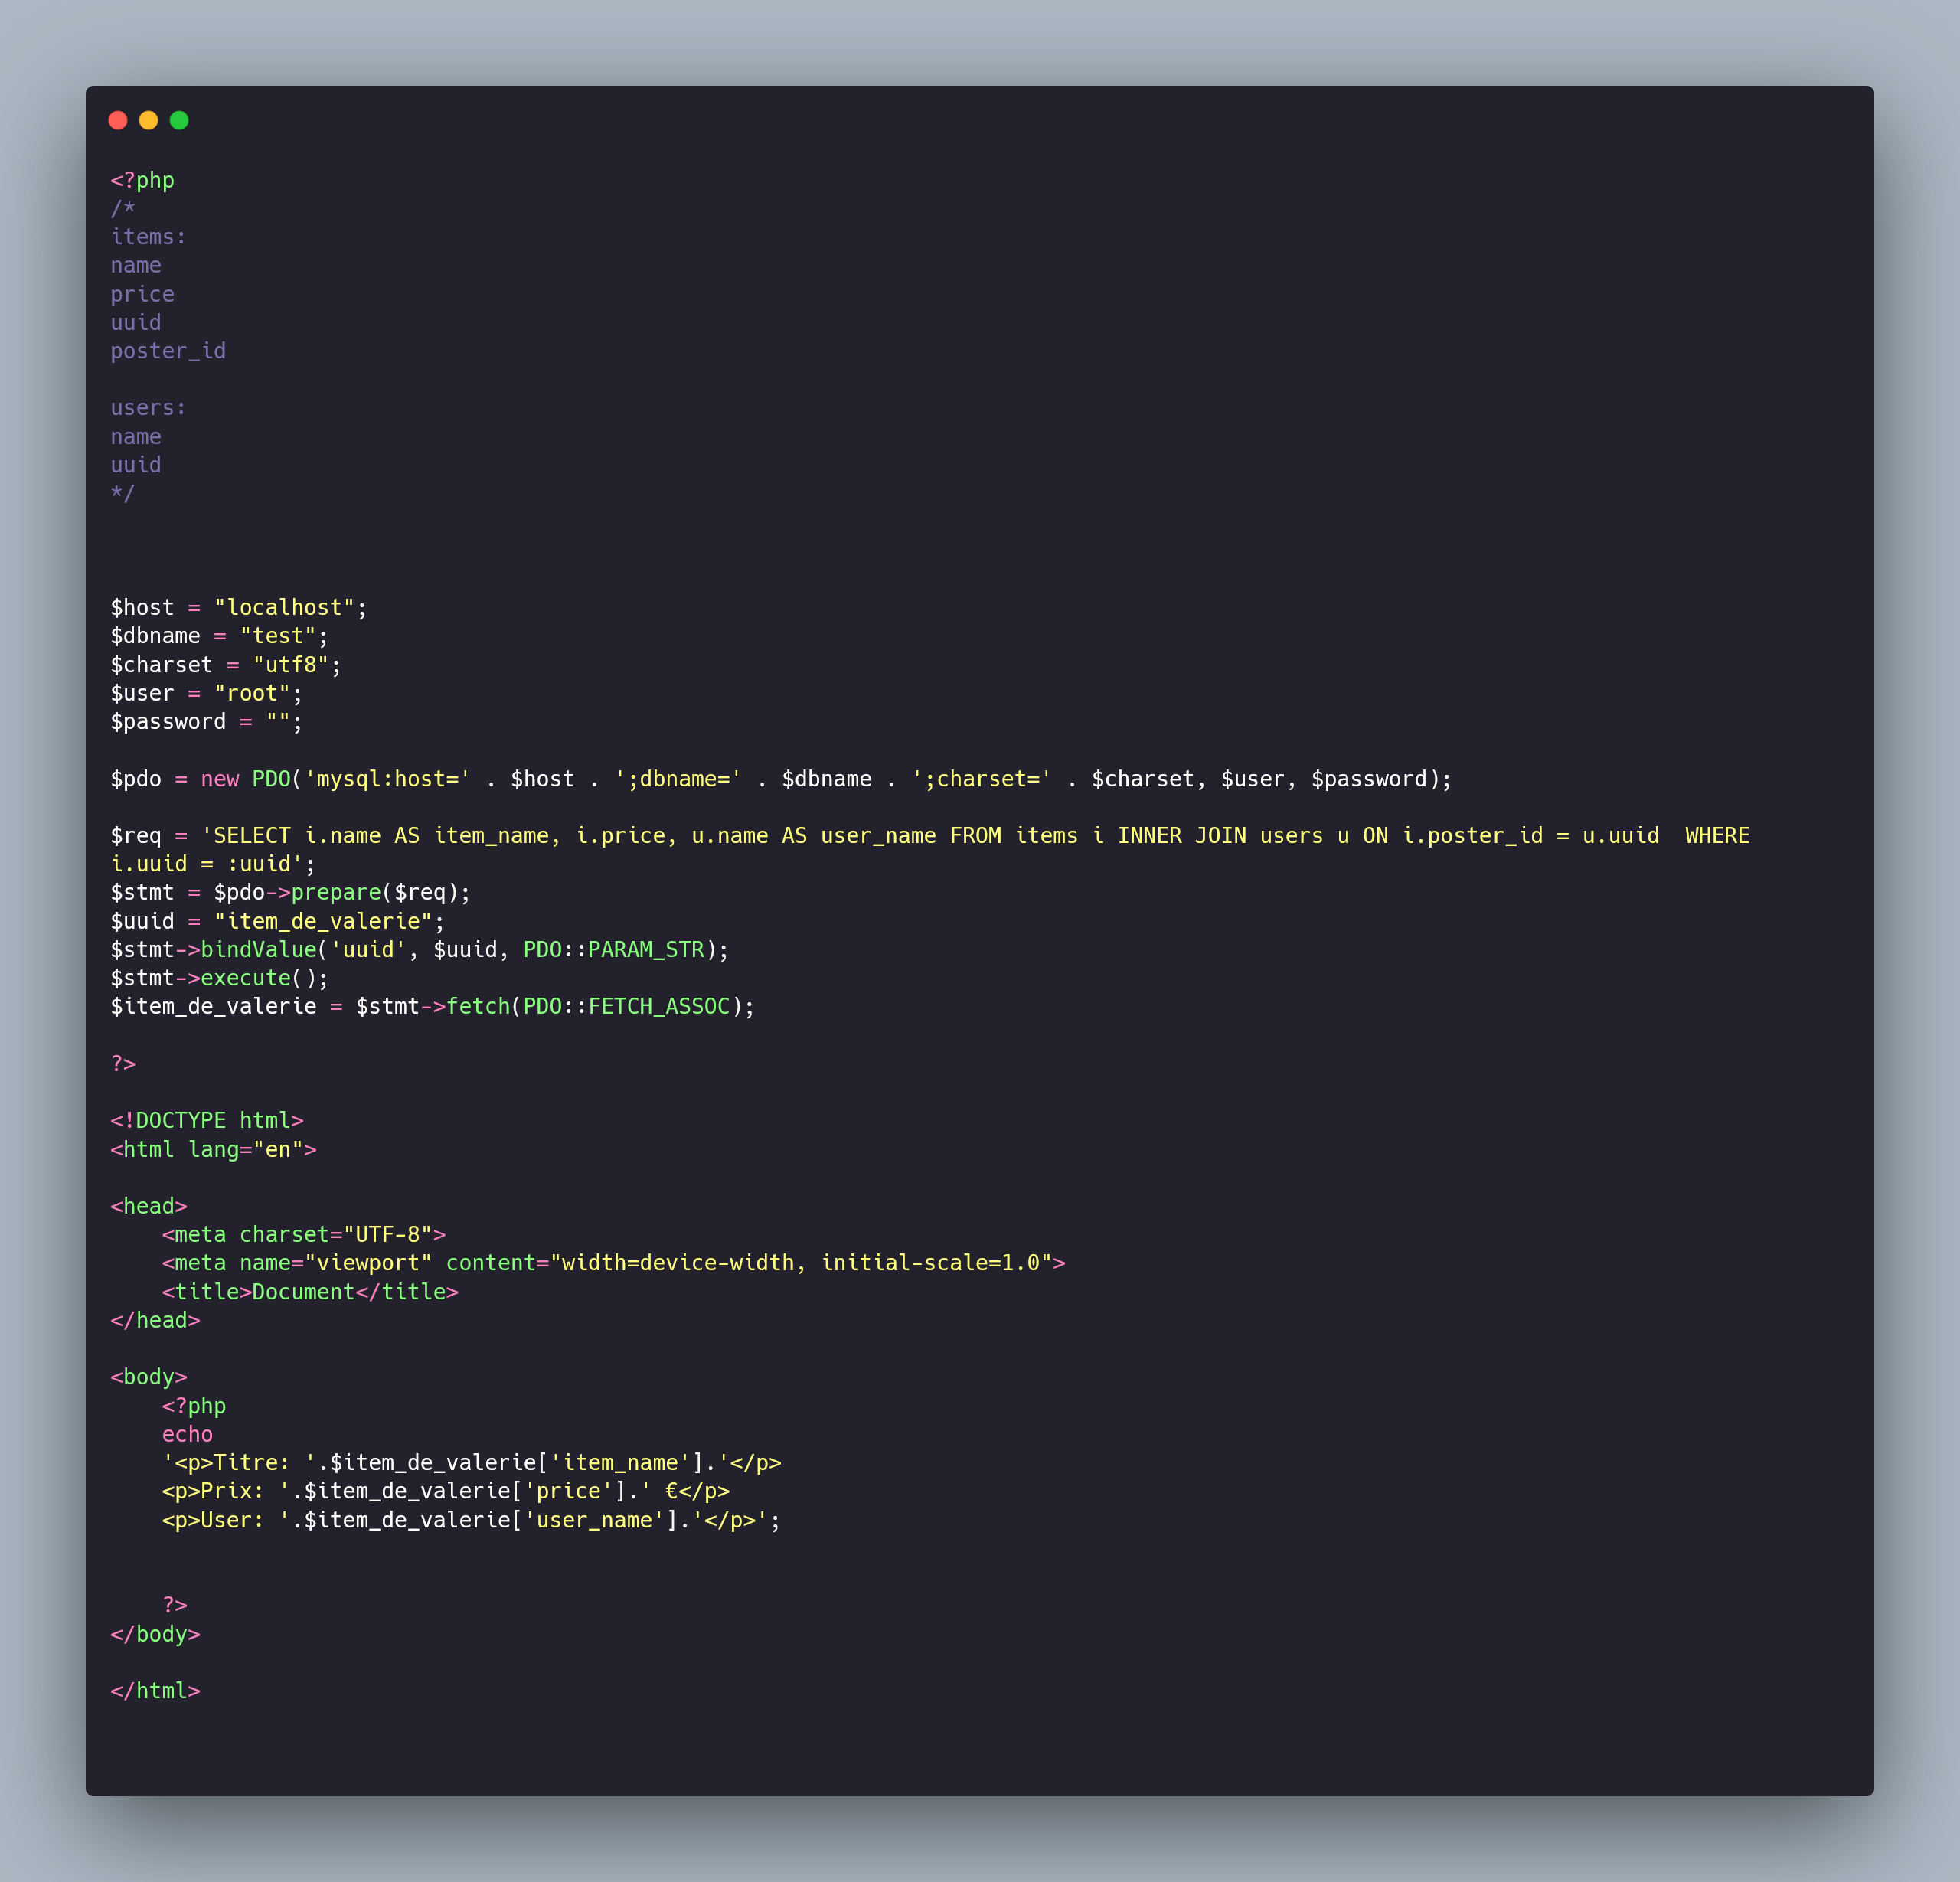 <?php
/*
items:
name
price
uuid
poster_id

users:
name
uuid
*/

$host = "localhost";
$dbname = "test";
$charset = "utf8";
$user = "root";
$password = "";

$pdo = new PDO('mysql:host=' . $host . ';dbname=' . $dbname . ';charset=' . $charset, $user, $password);

$req = 'SELECT i.name AS item_name, i.price, u.name AS user_name FROM items i INNER JOIN users u ON i.poster_id = u.uuid  WHERE
i.uuid = :uuid';
$stmt = $pdo->prepare($req);
$uuid = "item_de_valerie";
$stmt->bindValue('uuid', $uuid, PDO::PARAM_STR);
$stmt->execute();
$item_de_valerie = $stmt->fetch(PDO::FETCH_ASSOC);

?>

<!DOCTYPE html>
<html lang="en">

<head>
    <meta charset="UTF-8">
    <meta name="viewport" content="width=device-width, initial-scale=1.0">
    <title>Document</title>
</head>

<body>
    <?php
    echo
    '<p>Titre: '.$item_de_valerie['item_name'].'</p>
    <p>Prix: '.$item_de_valerie['price'].' €</p>
    <p>User: '.$item_de_valerie['user_name'].'</p>';

    ?>
</body>

</html>